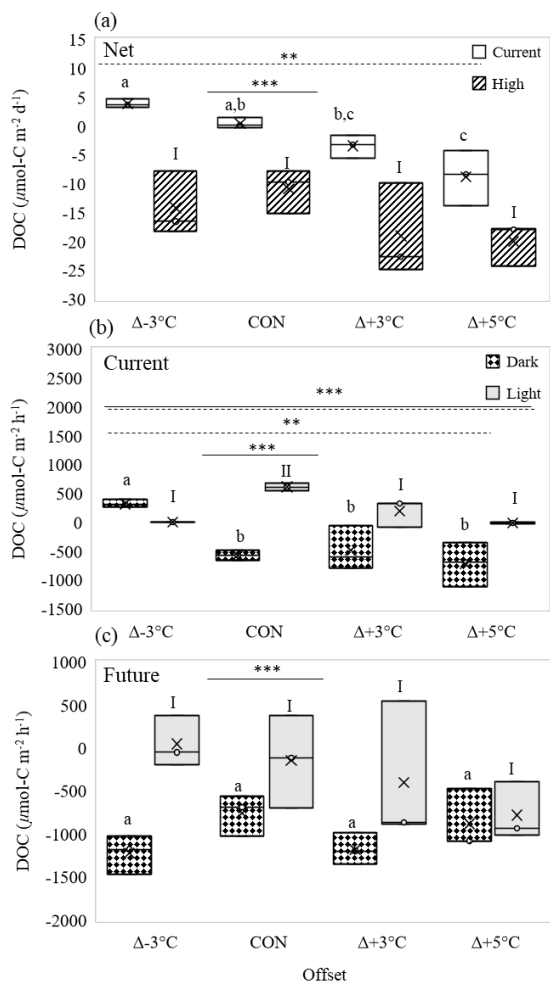 (a)
Net
**
Current
High
***
a
a,b
b,c
c
I
I
I
I
15
10
5
0
-5
-10
-15
-20
-25
-30
DOC (µmol-C m⁻² d⁻¹)
Δ-3°C CON Δ+3°C Δ+5°C
(b)
Current
Dark
Light
***
**
***
a
I
b
II
b
I
b
I
3000
2500
2000
1500
1000
500
0
-500
-1000
-1500
DOC (µmol-C m⁻² h⁻¹)
Δ-3°C CON Δ+3°C Δ+5°C
(c)
Future
***
a
I
a
I
a
I
a
I
1000
500
0
-500
-1000
-1500
-2000
DOC (µmol-C m⁻² h⁻¹)
Δ-3°C CON Δ+3°C Δ+5°C
Offset